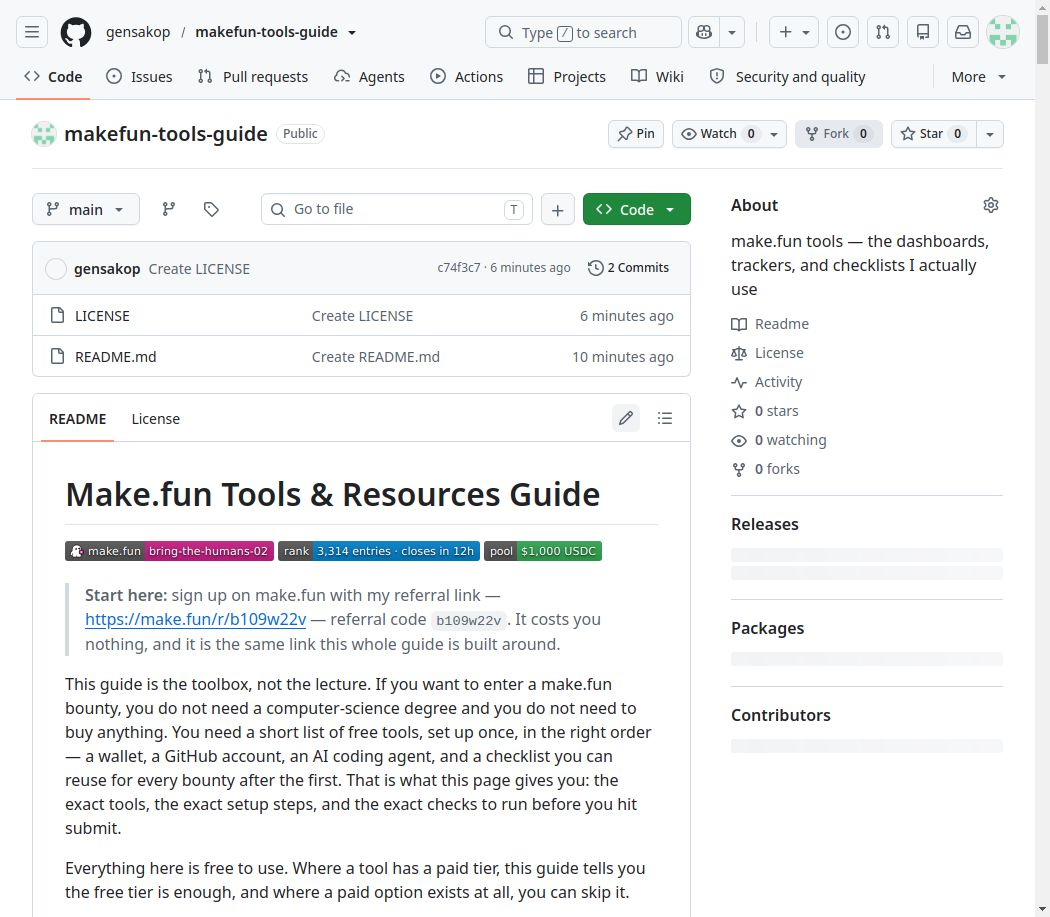 gensakop / makefun-tools-guide
Type / to search
Code Issues Pull requests Agents Actions Projects Wiki Security and quality More
makefun-tools-guide Public
Pin Watch 0 Fork 0 Star 0
main
Go to file T
Code
gensakop Create LICENSE c74f3c7 · 6 minutes ago 2 Commits
LICENSE Create LICENSE 6 minutes ago
README.md Create README.md 10 minutes ago
README License
Make.fun Tools & Resources Guide
make.fun bring-the-humans-02 rank 3,314 entries · closes in 12h pool $1,000 USDC
Start here: sign up on make.fun with my referral link —
https://make.fun/r/b109w22v — referral code b109w22v. It costs you
nothing, and it is the same link this whole guide is built around.
This guide is the toolbox, not the lecture. If you want to enter a make.fun
bounty, you do not need a computer-science degree and you do not need to
buy anything. You need a short list of free tools, set up once, in the right order
— a wallet, a GitHub account, an AI coding agent, and a checklist you can
reuse for every bounty after the first. That is what this page gives you: the
exact tools, the exact setup steps, and the exact checks to run before you hit
submit.
Everything here is free to use. Where a tool has a paid tier, this guide tells you
the free tier is enough, and where a paid option exists at all, you can skip it.
About
make.fun tools — the dashboards,
trackers, and checklists I actually
use
Readme
License
Activity
0 stars
0 watching
0 forks
Releases
Packages
Contributors